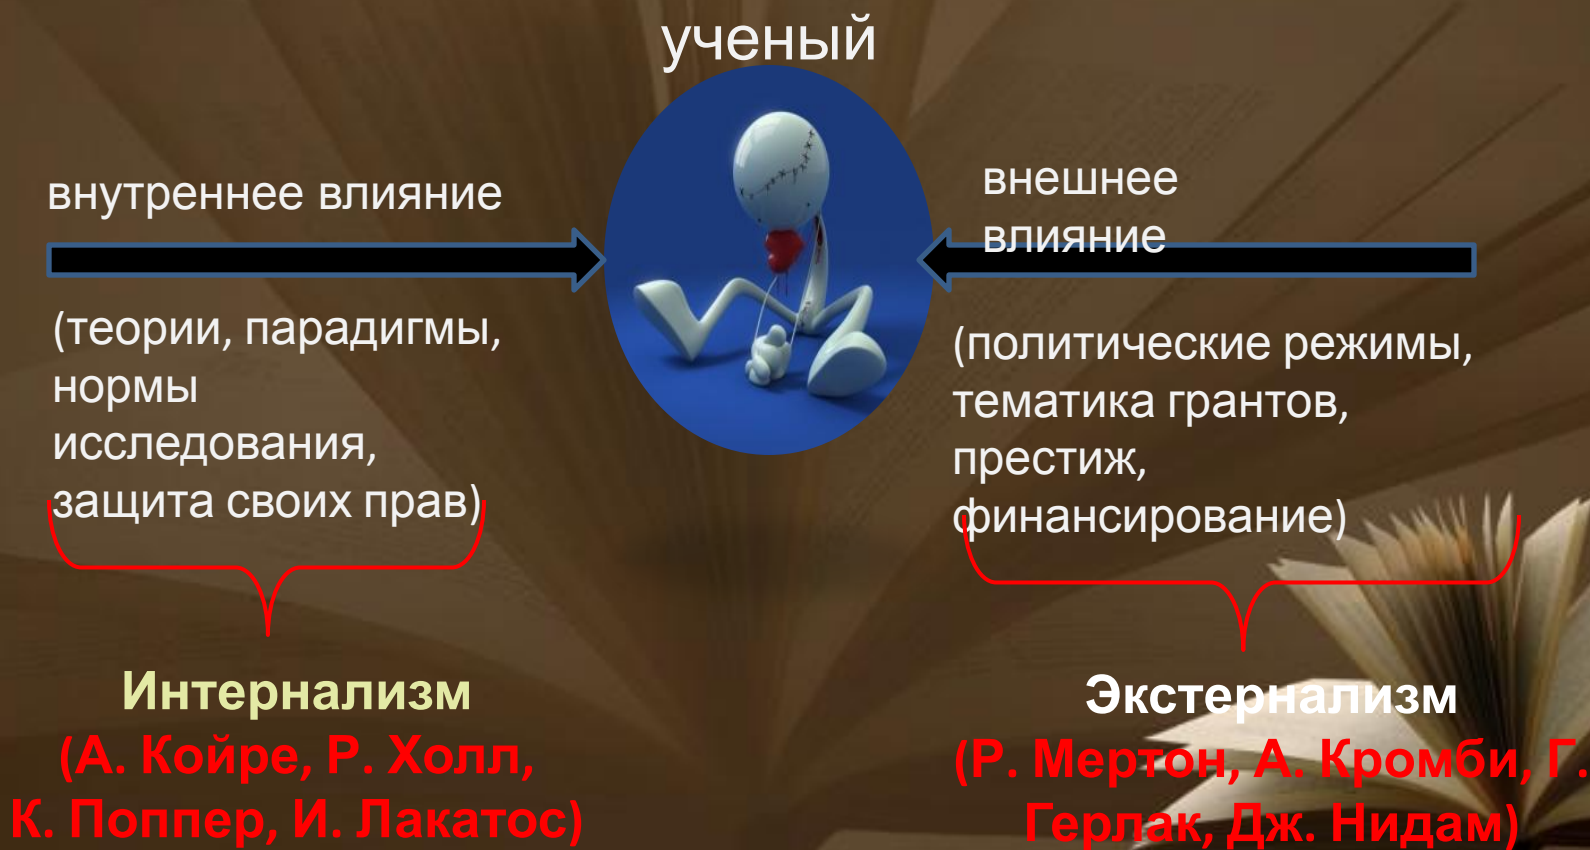 ученый
внутреннее влияние
(теории, парадигмы,
нормы
исследования,
защита своих прав)
Интернализм
(А. Койре, Р. Холл,
К. Поппер, И. Лакатос)
внешнее
влияние
(политические режимы,
тематика грантов,
престиж,
финансирование)
Экстернализм
(Р. Мертон, А. Кромби, Г.
Герлак, Дж. Нидам)